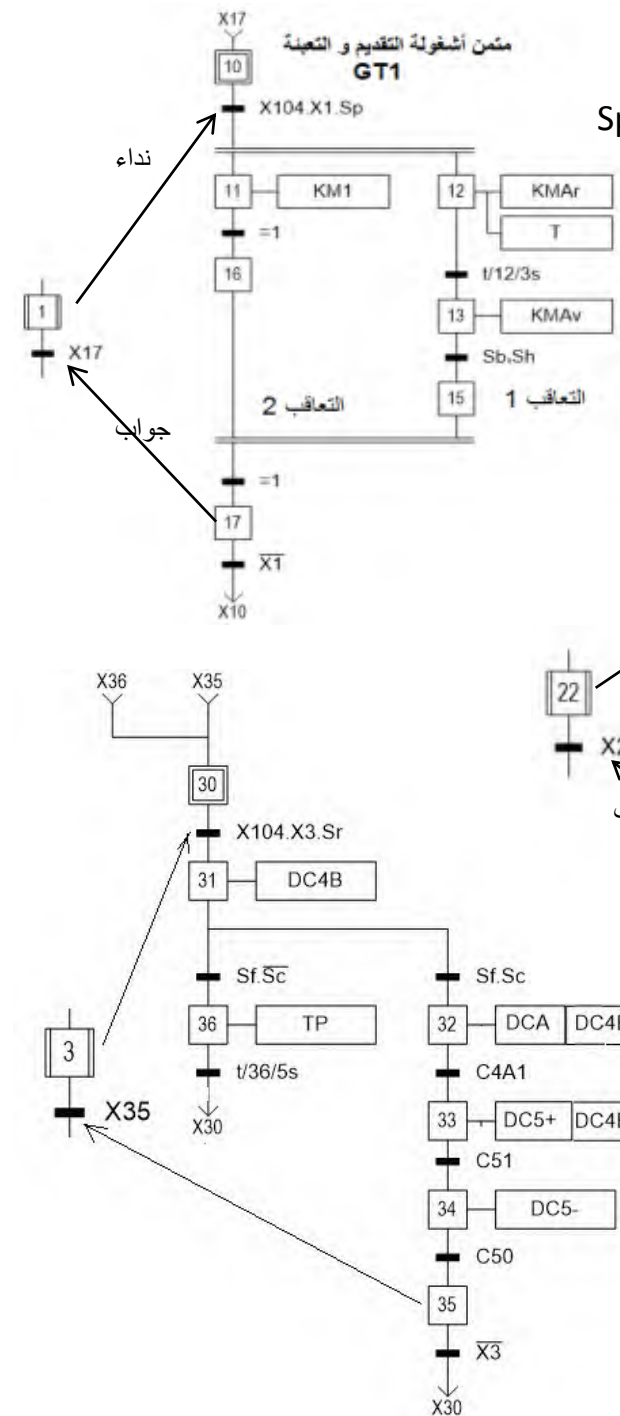 X17
متمن أشغولة التقديم و التعبئة
10
GT1
X104.X1.Sp
Sp
نداء
11
KM1
12
KMAr
T
=1
t/12/3s
16
1
13
KMAv
X17
Sb.Sh
التعاقب 2
15
التعاقب 1
جواب
=1
17
X̅1̅
X10
X36
X35
22
30
X104.X3.Sr
31
DC4B
Sf.S̅c̅
Sf.Sc
36
TP
32
DCA
3
t/36/5s
C4A1
X35
X30
33
DC5+
C51
34
DC5-
C50
35
X̅3̅
X30